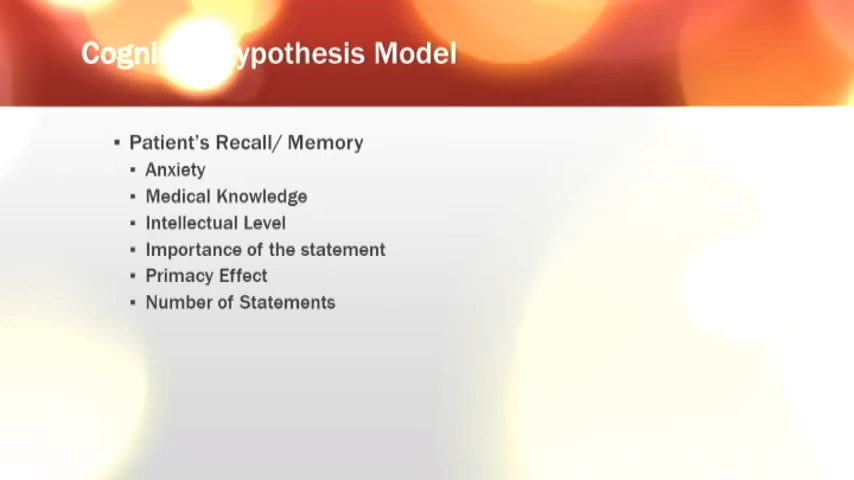 Cogni ypothesis Model
▪ Patient's Recall/ Memory
▪ Anxiety
▪ Medical Knowledge
▪ Intellectual Level
▪ Importance of the statement
▪ Primacy Effect
▪ Number of Statements